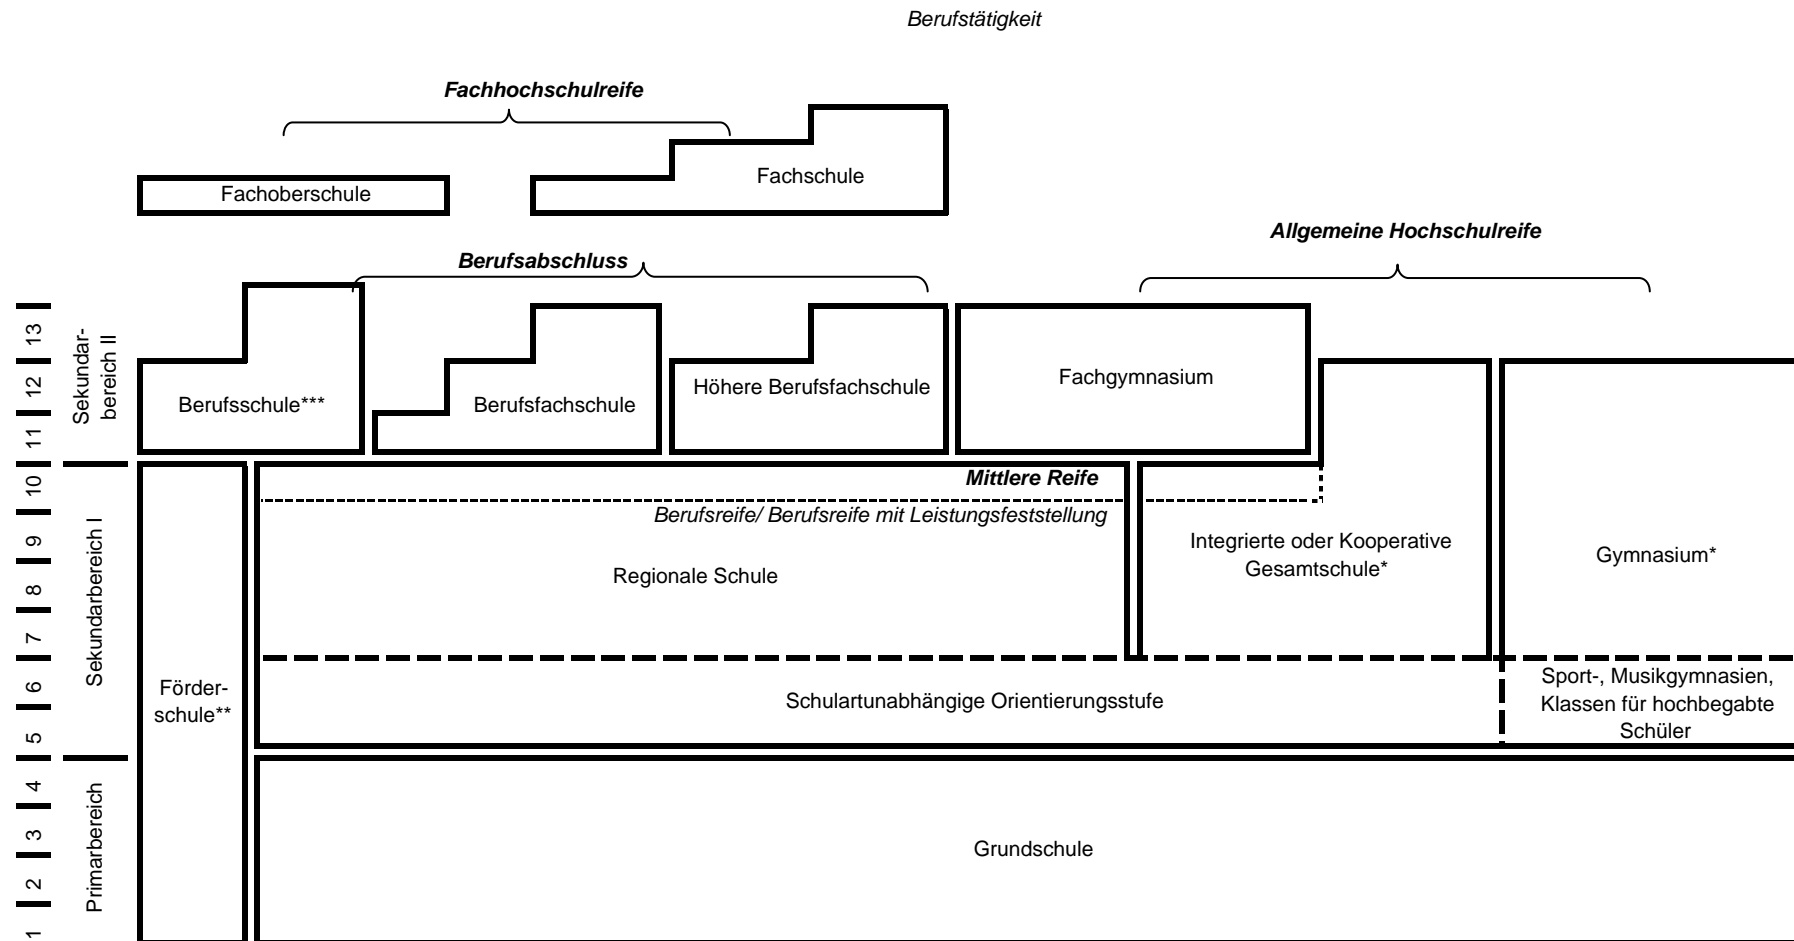 Berufstätigkeit
Fachhochschulreife
Fachoberschule
Fachschule
Allgemeine Hochschulreife
Berufsabschluss
13
12
11
Sekundar-
bereich II
Berufsschule***
Berufsfachschule
Höhere Berufsfachschule
Fachgymnasium
10
9
8
7
6
5
Sekundarbereich I
Mittlere Reife
Berufsreife/ Berufsreife mit Leistungsfeststellung
Regionale Schule
Integrierte oder Kooperative
Gesamtschule*
Gymnasium*
Förder-
schule**
Schulartunabhängige Orientierungsstufe
Sport-, Musikgymnasien,
Klassen für hochbegabte
Schüler
4
3
2
1
Primarbereich
Grundschule